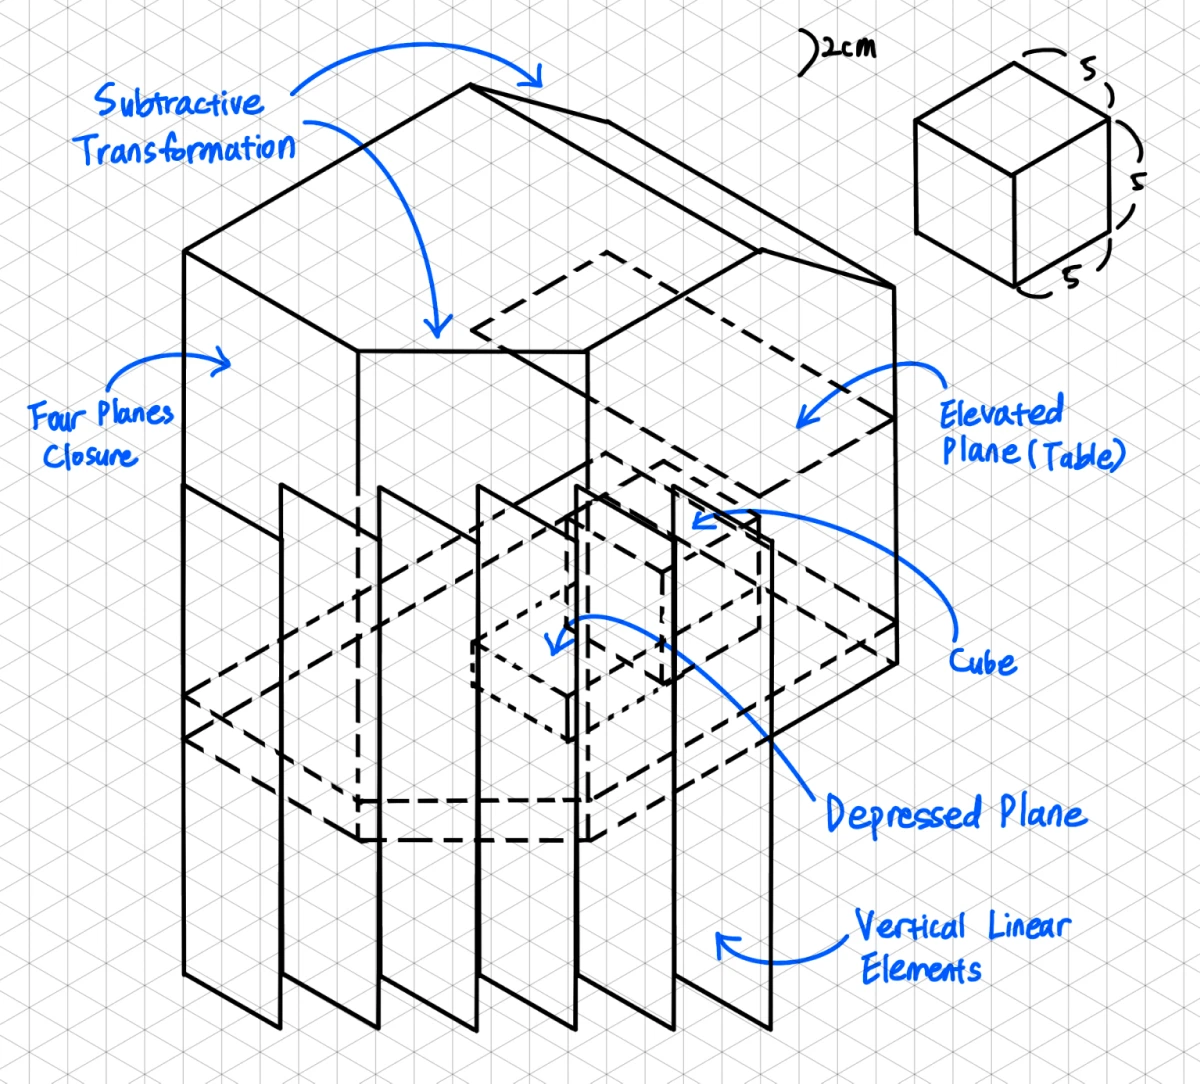 2cm
5
5
5
Subtractive
Transformation
Four Planes
Closure
Elevated
Plane (Table)
Cube
Depressed Plane
Vertical Linear
Elements